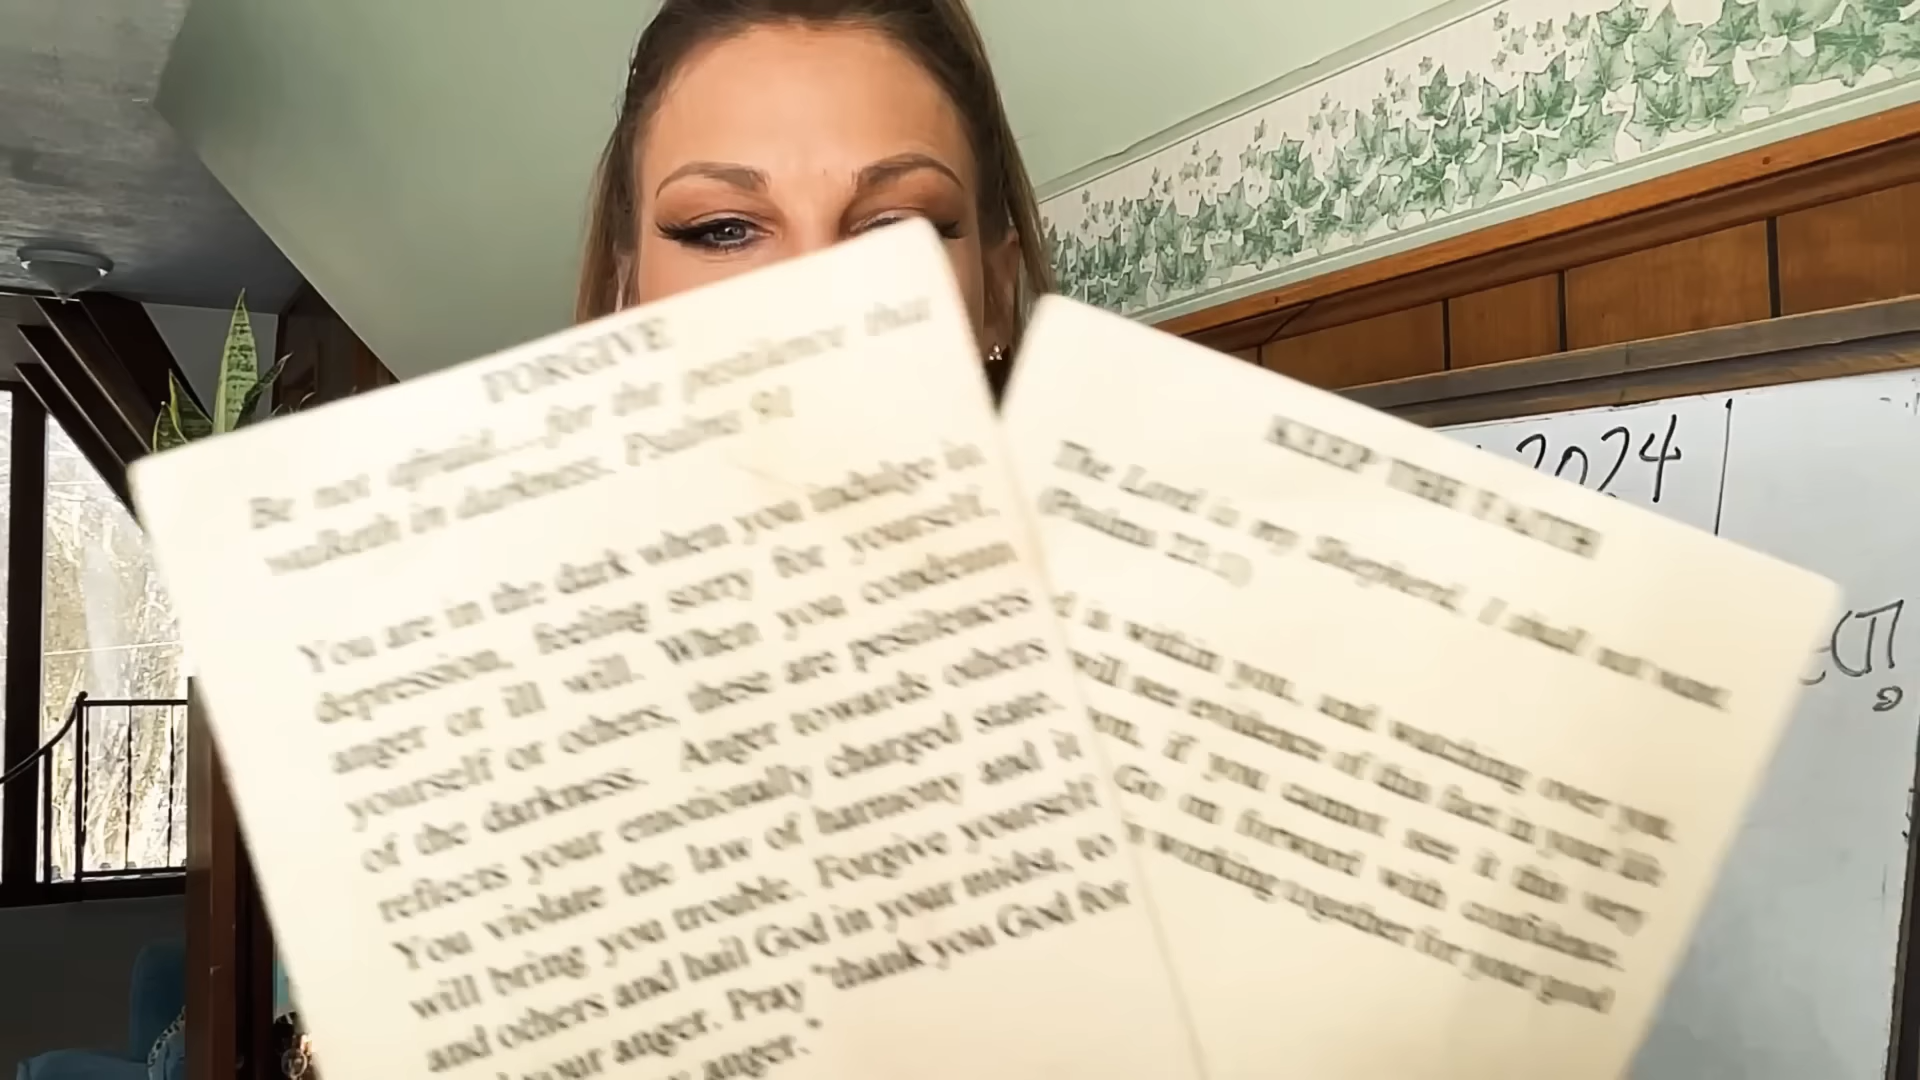 FORGIVE
Be not afraid....for the pestilence that
walketh in darkness. Psalms 91
You are in the dark when you indulge in
depression, feeling sorry for yourself,
anger or ill will. When you condemn
yourself or others, these are pestilences
of the darkness. Anger towards others
reflects your emotionally charged state.
You violate the law of harmony and it
will bring you trouble. Forgive yourself
and others and hail God in your midst, to
your anger. Pray "thank you God for
anger."
KEEP THE FAITH
The Lord is my Shepherd, I shall not want.
(Psalms 23:1)
is within you, and watching over you.
will see evidence of this fact in your life
if you cannot see it this very
Go on forward with confidence,
working together for your good
2024